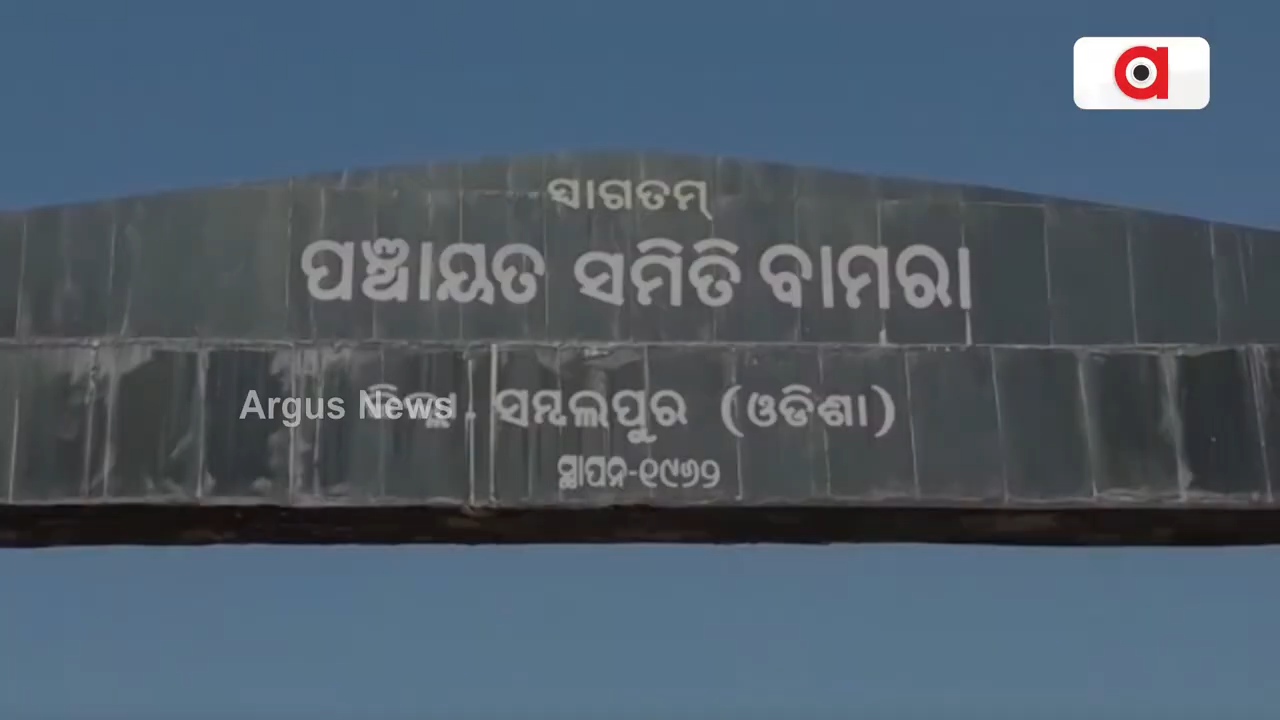 ସ୍ଵାଗତମ୍
ପଞ୍ଚାୟତ ସମିତି ବାମରା
Argus News
ସମ୍ବଲପୁର (ଓଡିଶା)
ସ୍ଥାପନ-୧୯୬୨